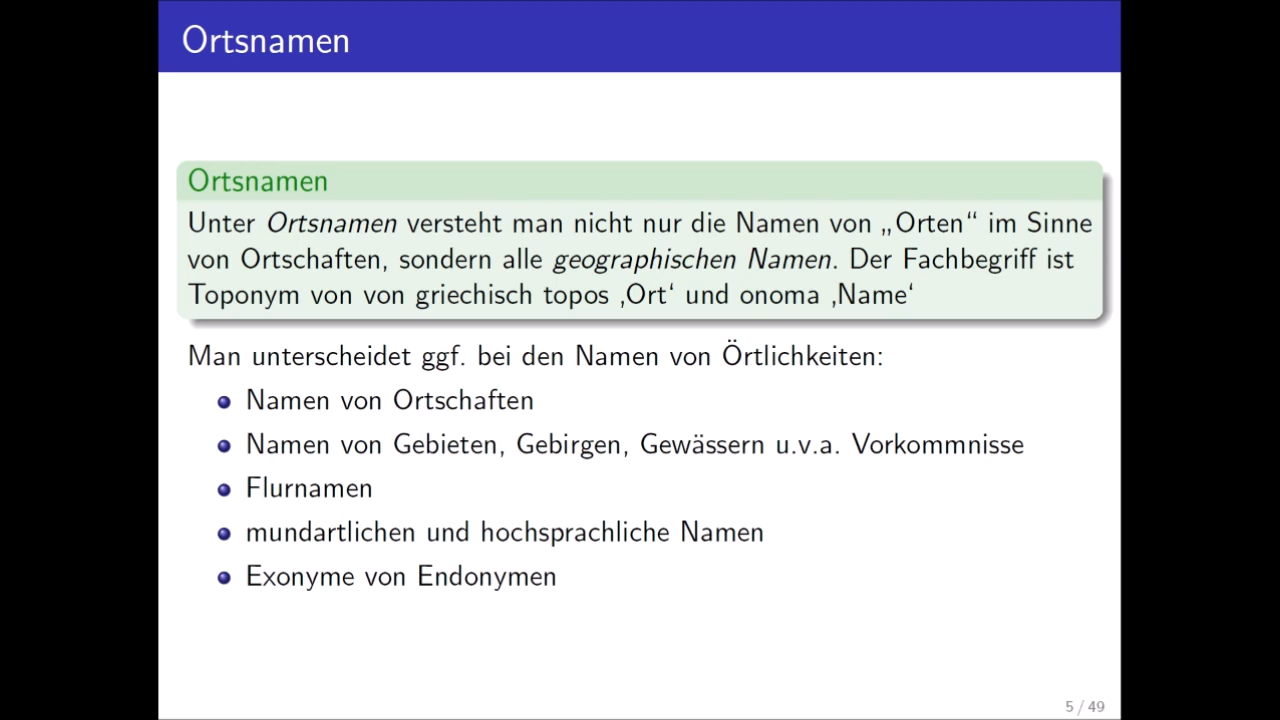 Ortsnamen
Ortsnamen
Unter Ortsnamen versteht man nicht nur die Namen von „Orten“ im Sinne
von Ortschaften, sondern alle geographischen Namen. Der Fachbegriff ist
Toponym von von griechisch topos ‚Ort‘ und onoma ‚Name‘
Man unterscheidet ggf. bei den Namen von Örtlichkeiten:
Namen von Ortschaften
Namen von Gebieten, Gebirgen, Gewässern u.v.a. Vorkommnisse
Flurnamen
mundartlichen und hochsprachliche Namen
Exonyme von Endonymen
5 / 49